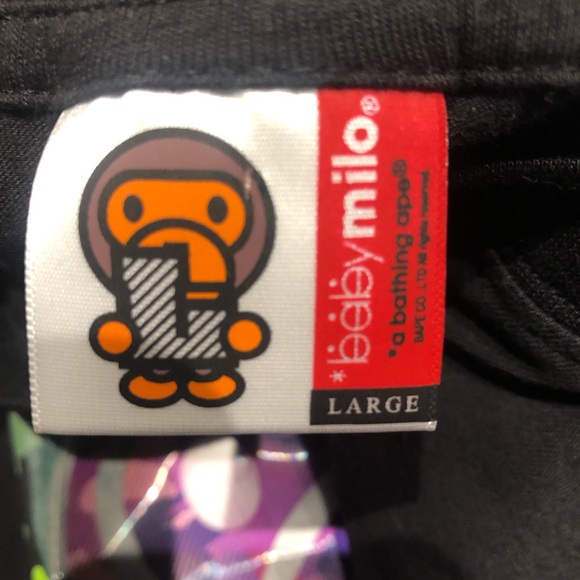 L
*babymilo®
*a bathing ape®
BAPE CO. LTD All rights reserved.
LARGE